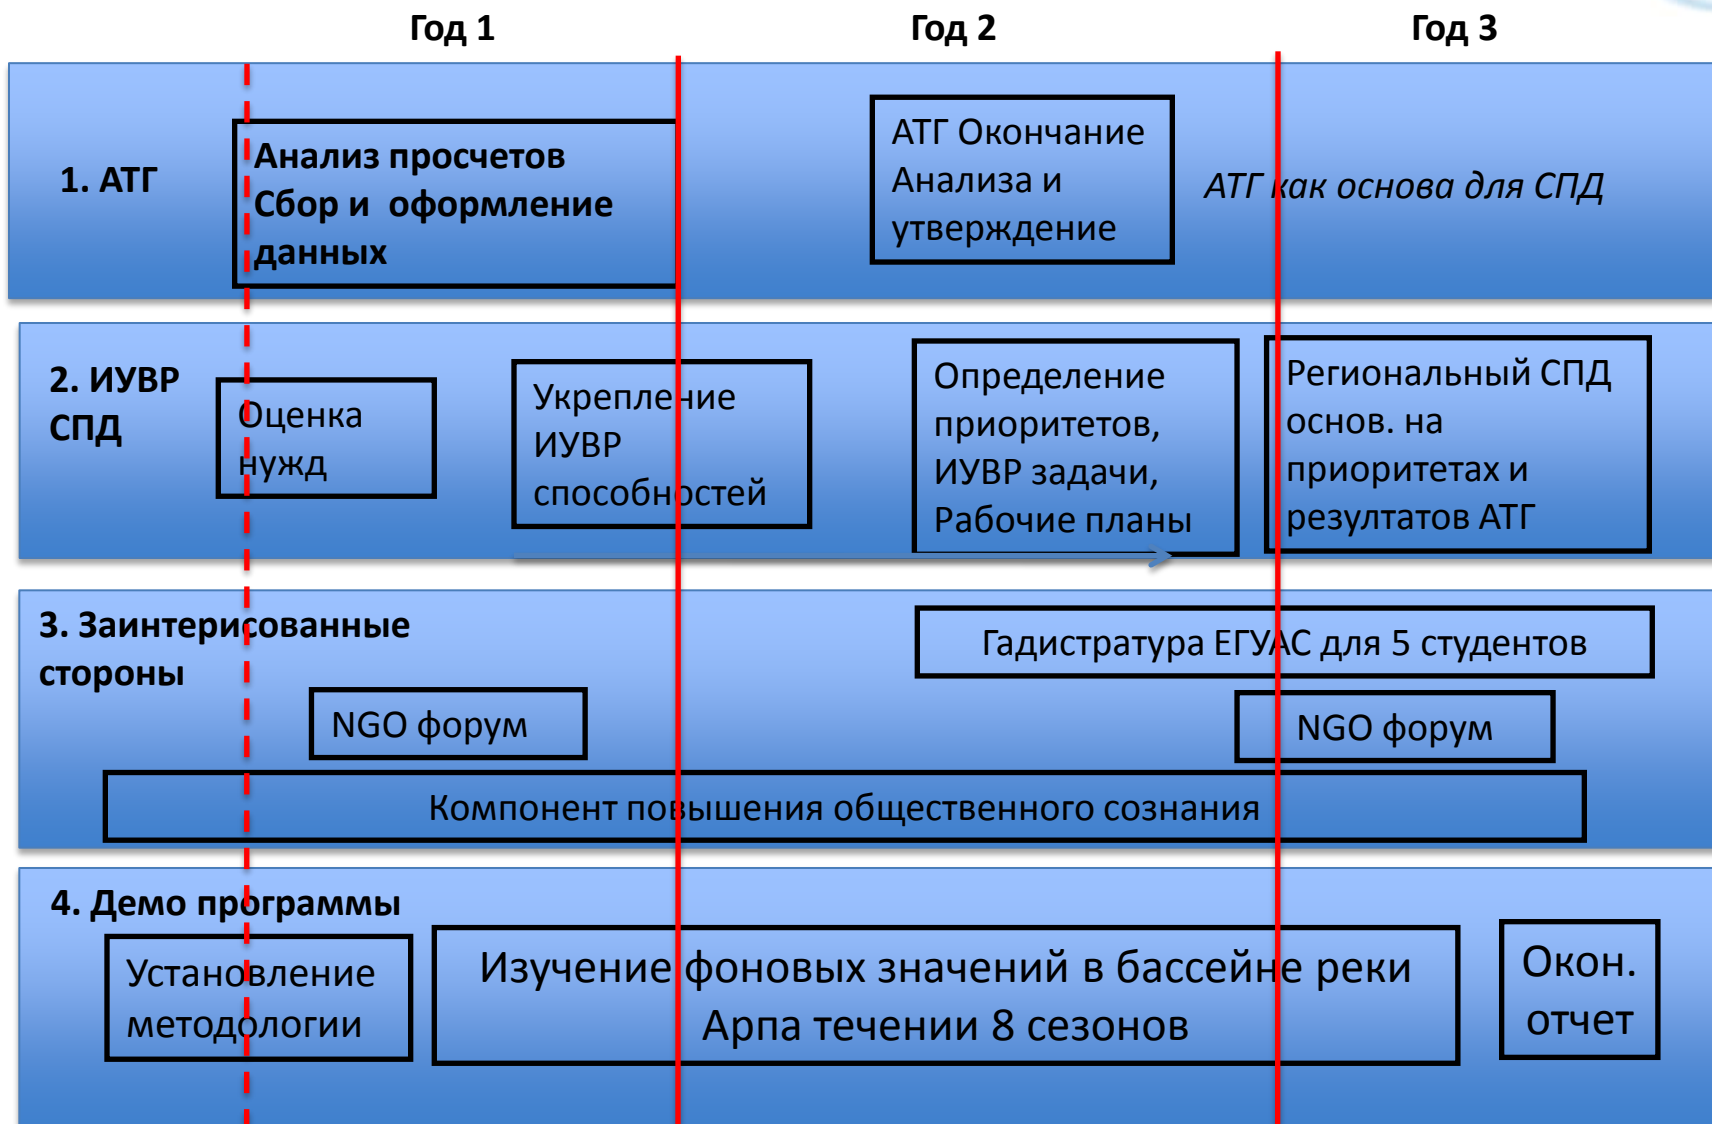 Год 1
Год 2
Год 3
1. АТГ
Анализ просчетов
Сбор и оформление
данных
АТГ Окончание
Анализа и
утверждение
АТГ как основа для СПД
2. ИУВР
СПД
Оценка
нужд
Укрепление
ИУВР
способностей
Определение
приоритетов,
ИУВР задачи,
Рабочие планы
Региональный СПД
основ. на
приоритетах и
резултатов АТГ
3. Заинтерисованные
стороны
Гадистратура ЕГУАС для 5 студентов
NGO форум
NGO форум
Компонент повышения общественного сознания
4. Демо программы
Установление
методологии
Изучение фоновых значений в бассейне реки
Арпа течении 8 сезонов
Окон.
отчет